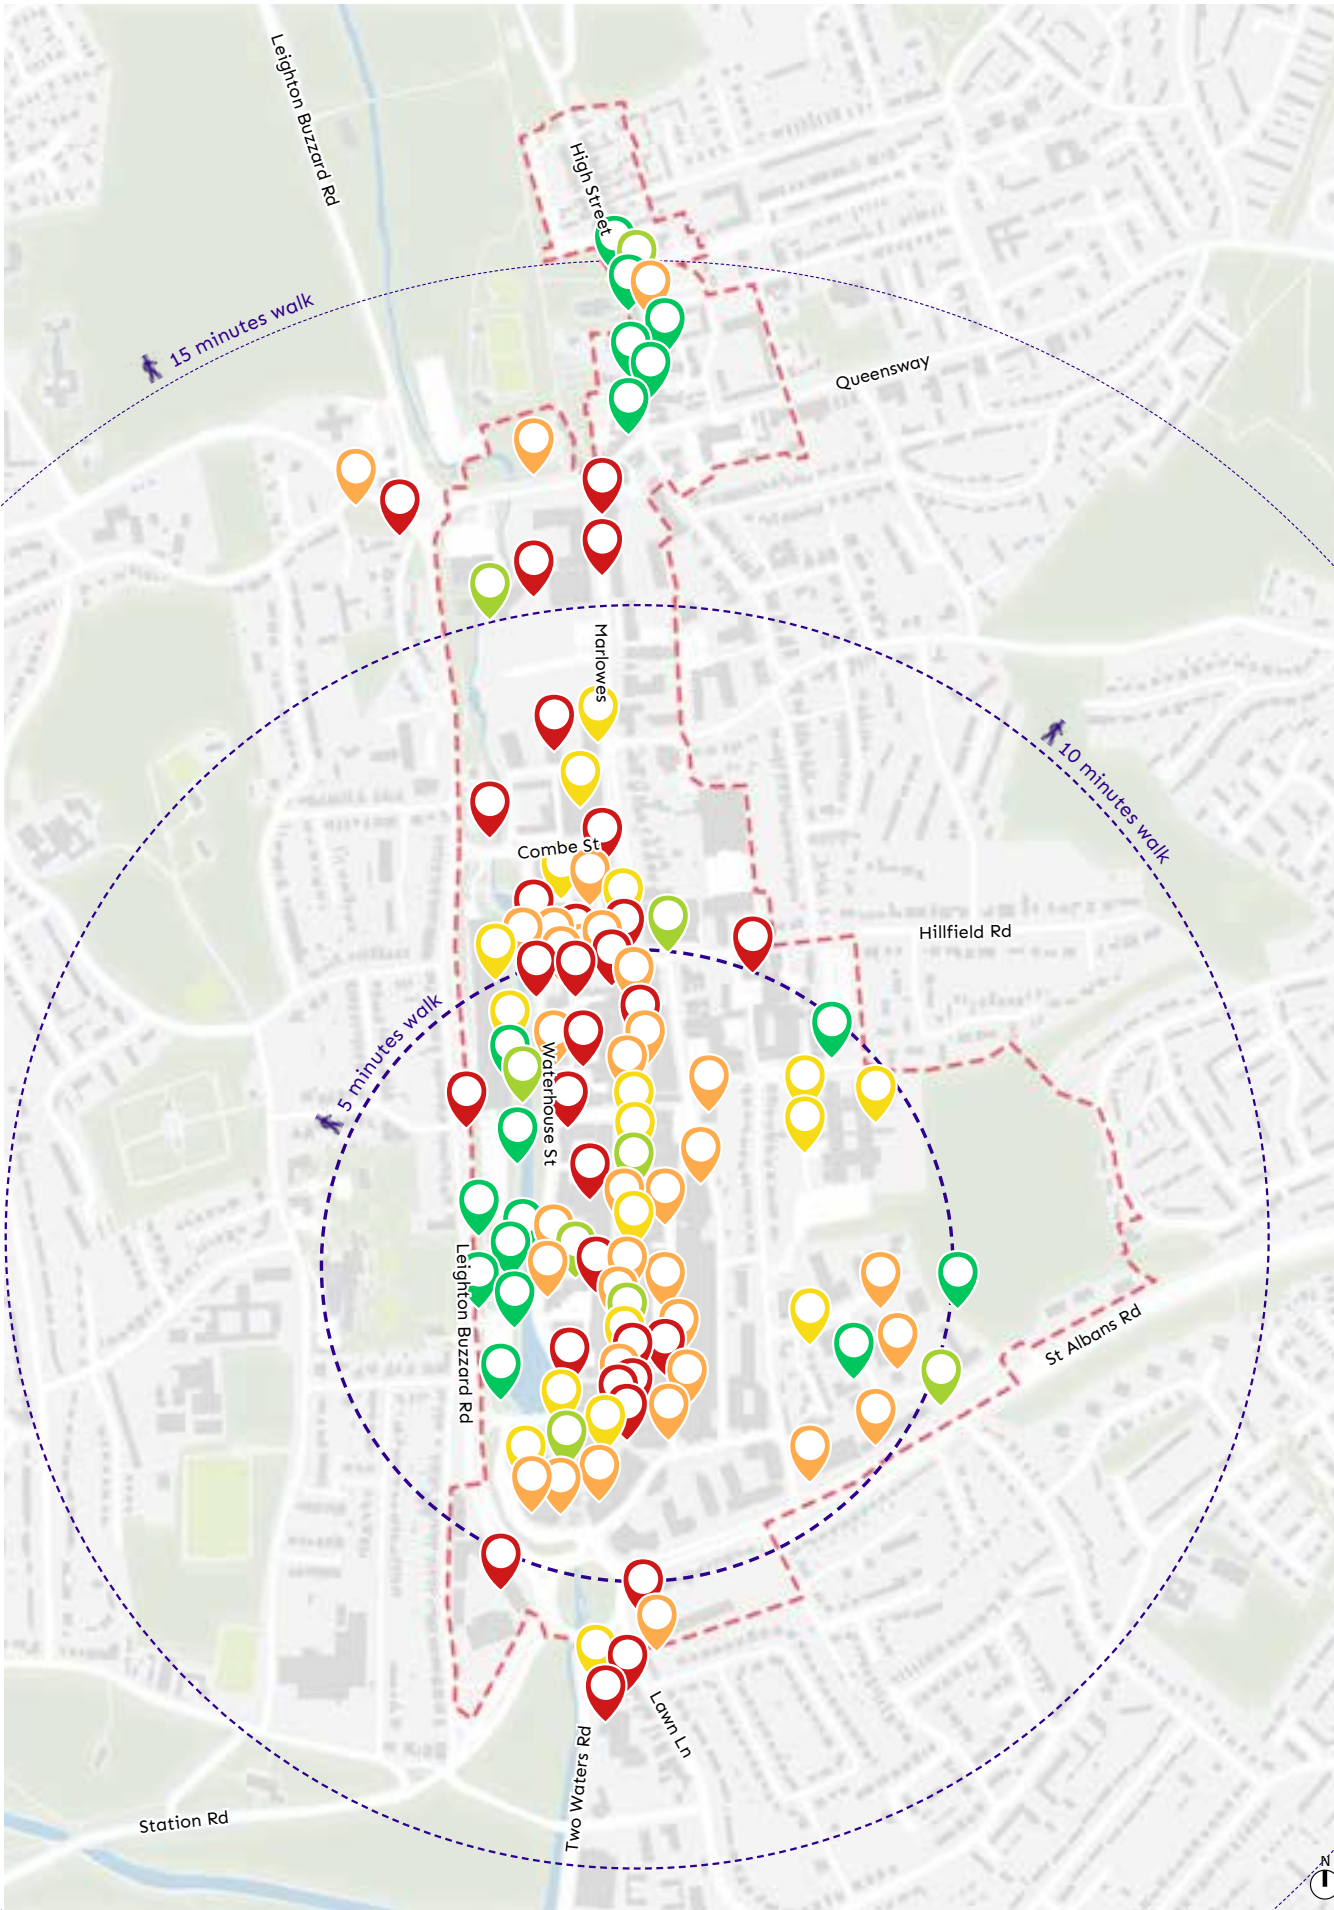 Leighton Buzzard Rd
High Street
15 minutes walk
Queensway
Marlowes
10 minutes walk
Combe St
Hillfield Rd
5 minutes walk
Waterhouse St
Leighton Buzzard Rd
St Albans Rd
Lawn Ln
Two Waters Rd
Station Rd
N